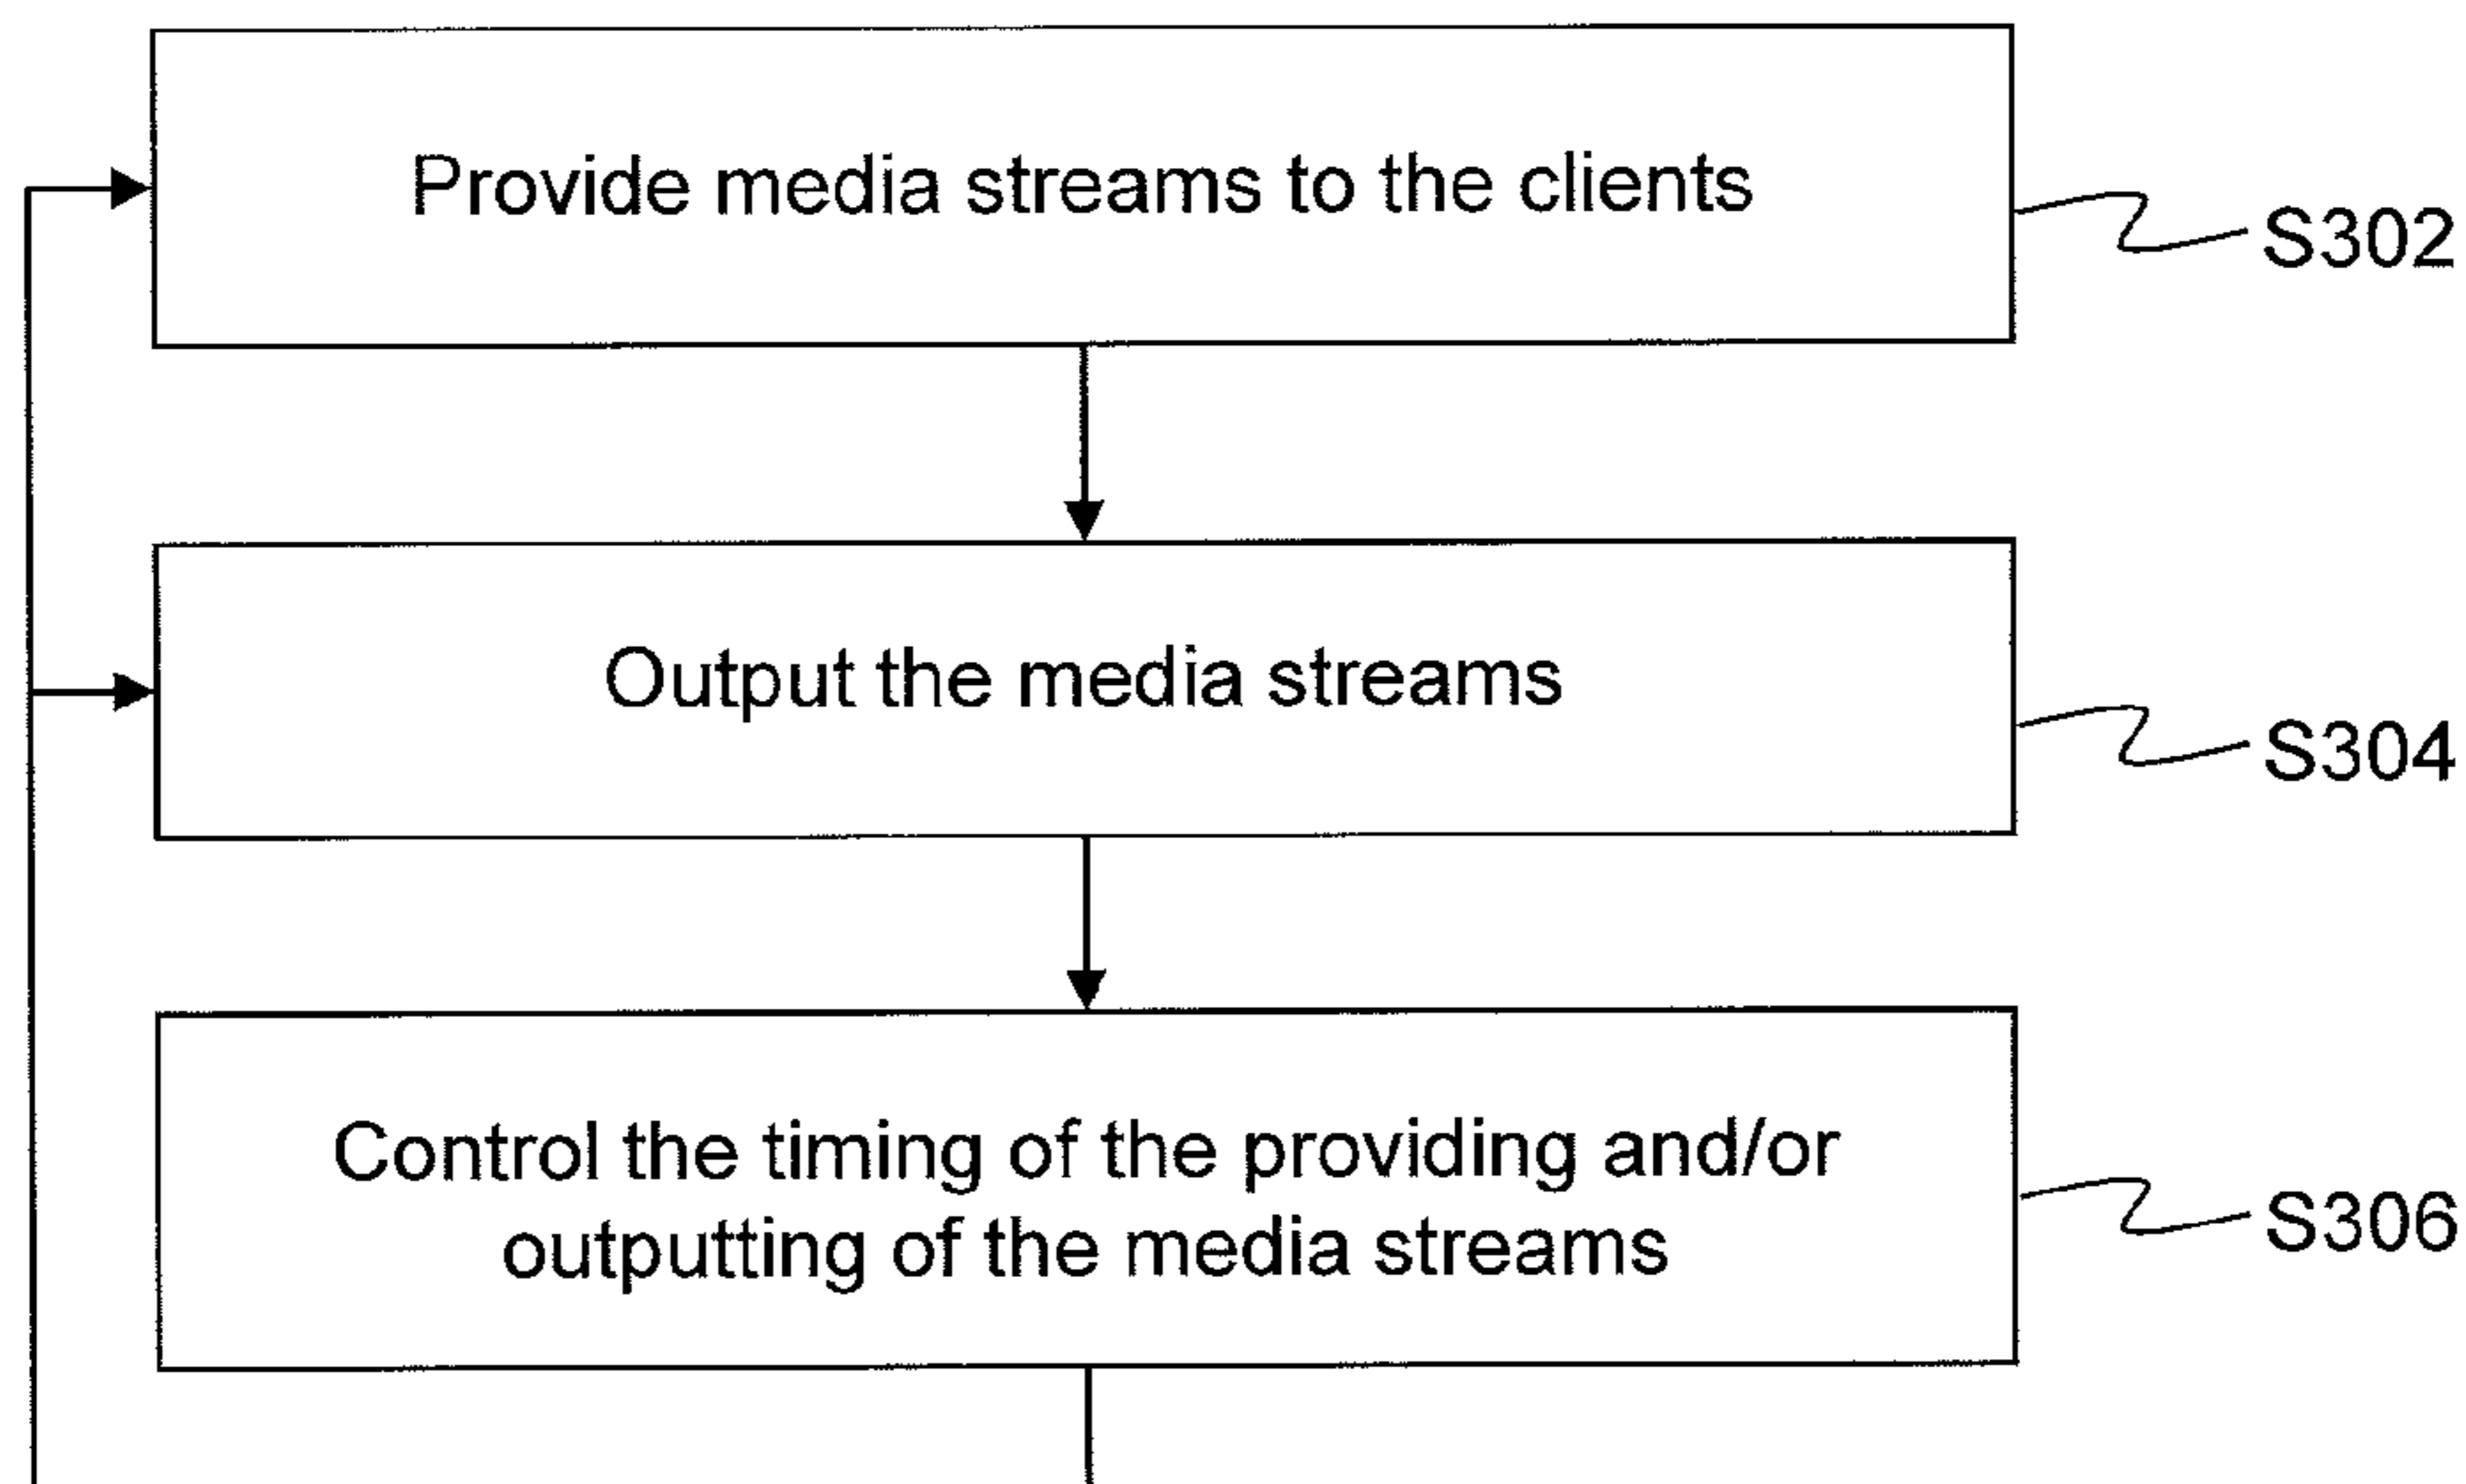 Provide media streams to the clients
S302
Output the media streams
S304
Control the timing of the providing and/or
outputting of the media streams
S306